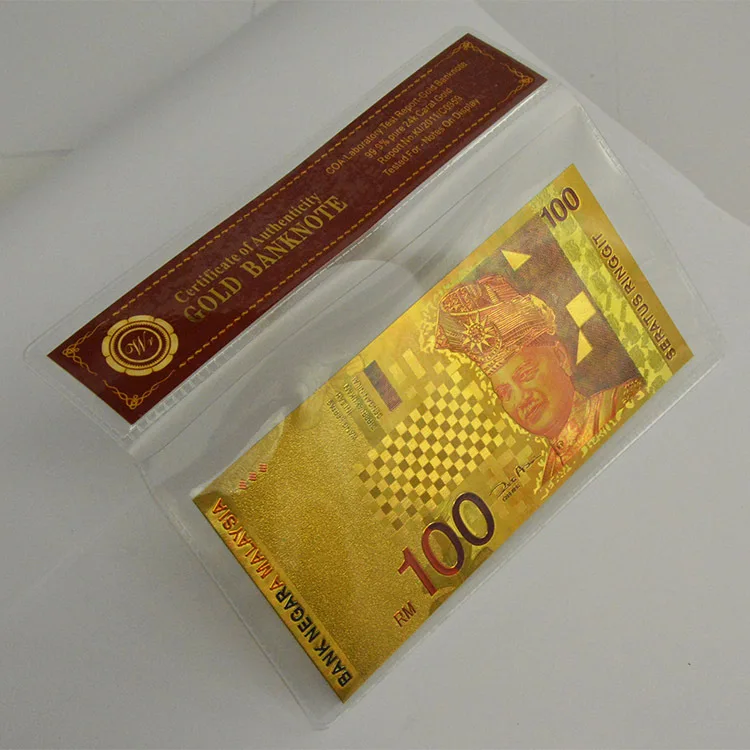 Certificate of Authenticity
GOLD BANKNOTE
COA-Laboratory Test Report-Gold Banknote
99.9% pure 24k Carat Gold
Tested For:-Notes On Display
100
SERATUS RINGGIT
RM 100
BANK NEGARA MALAYSIA